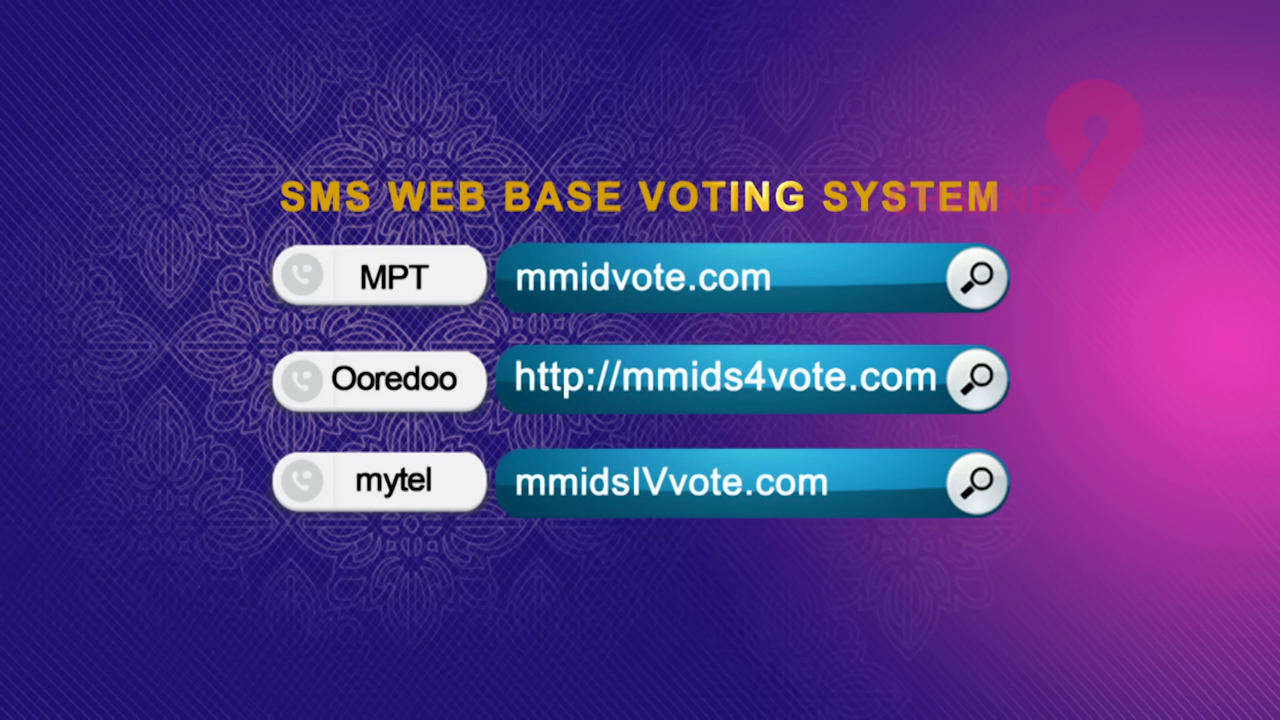 SMS WEB BASE VOTING SYSTEM
MPT mmidvote.com
Ooredoo http://mmids4vote.com
mytel mmidsIVvote.com